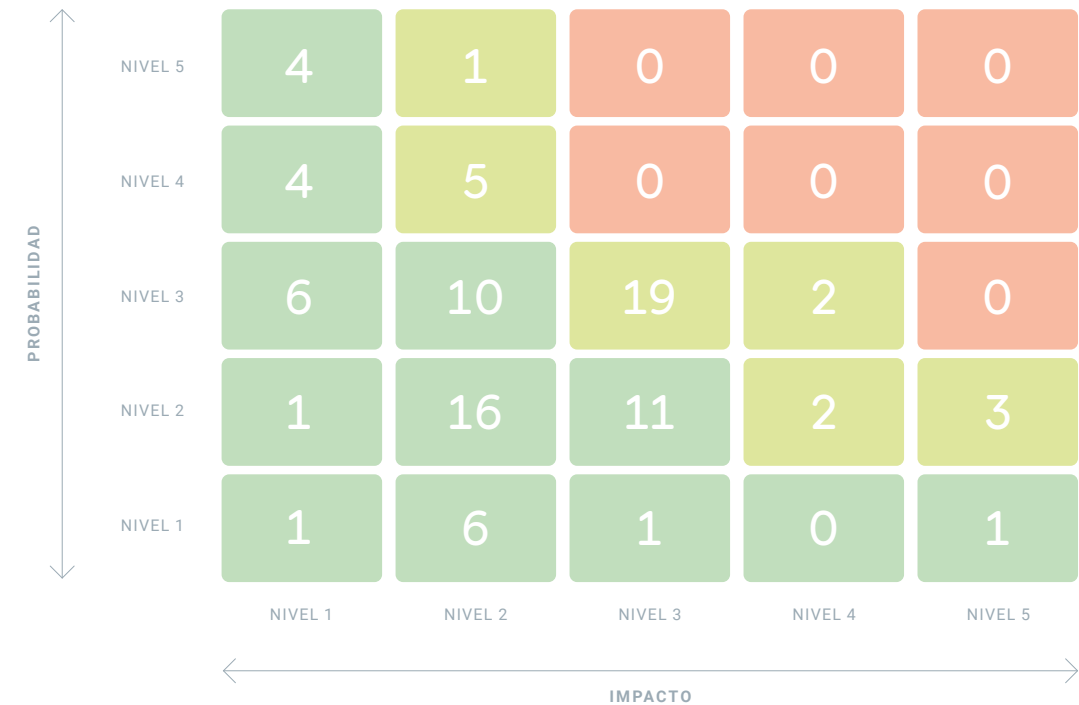 PROBABILIDAD
NIVEL 5 4 1 0 0 0
NIVEL 4 4 5 0 0 0
NIVEL 3 6 10 19 2 0
NIVEL 2 1 16 11 2 3
NIVEL 1 1 6 1 0 1
NIVEL 1 NIVEL 2 NIVEL 3 NIVEL 4 NIVEL 5
IMPACTO